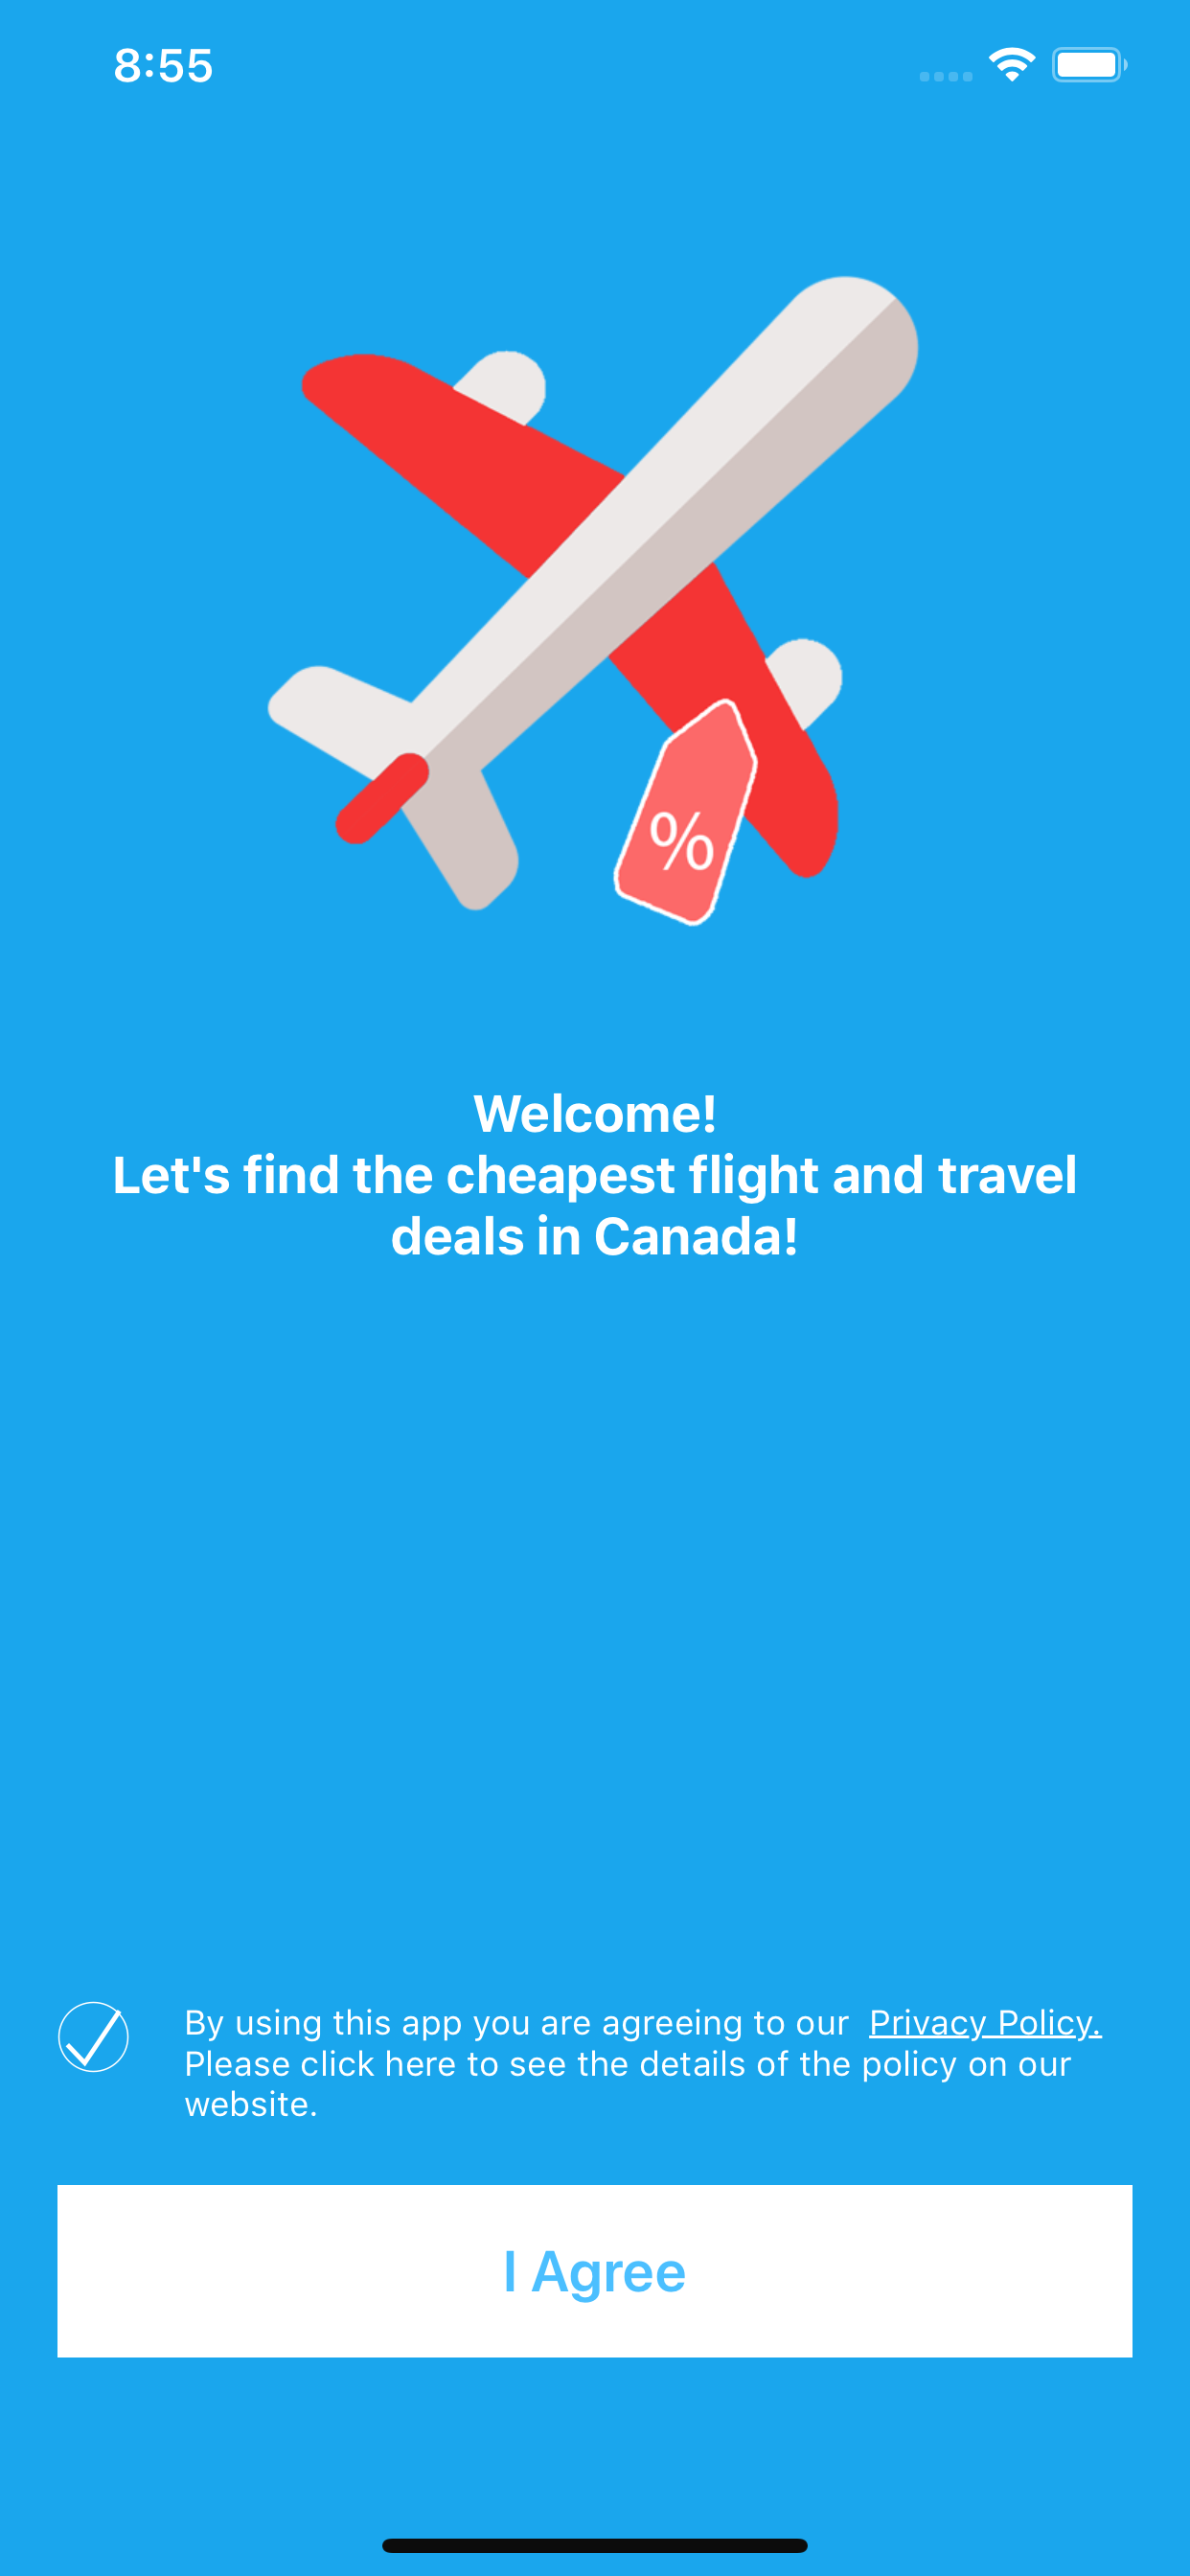 8:55
%
Welcome!
Let's find the cheapest flight and travel
deals in Canada!
By using this app you are agreeing to our Privacy Policy.
Please click here to see the details of the policy on our
website.
I Agree